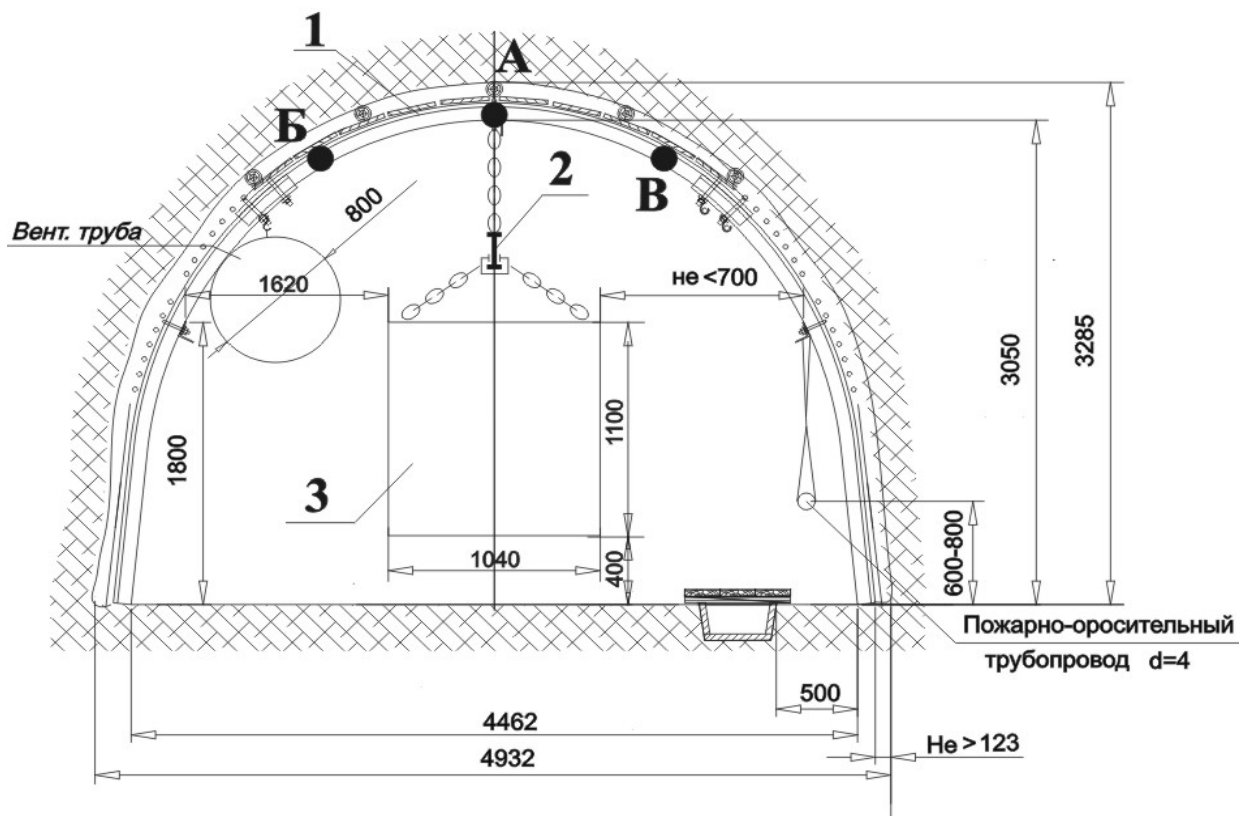 1
А
Б
2
В
800
Вент. труба
1620
не <700
3050
3285
1800
1100
3
1040
400
600-800
Пожарно-оросительный
трубопровод d=4
500
4462
Не > 123
4932